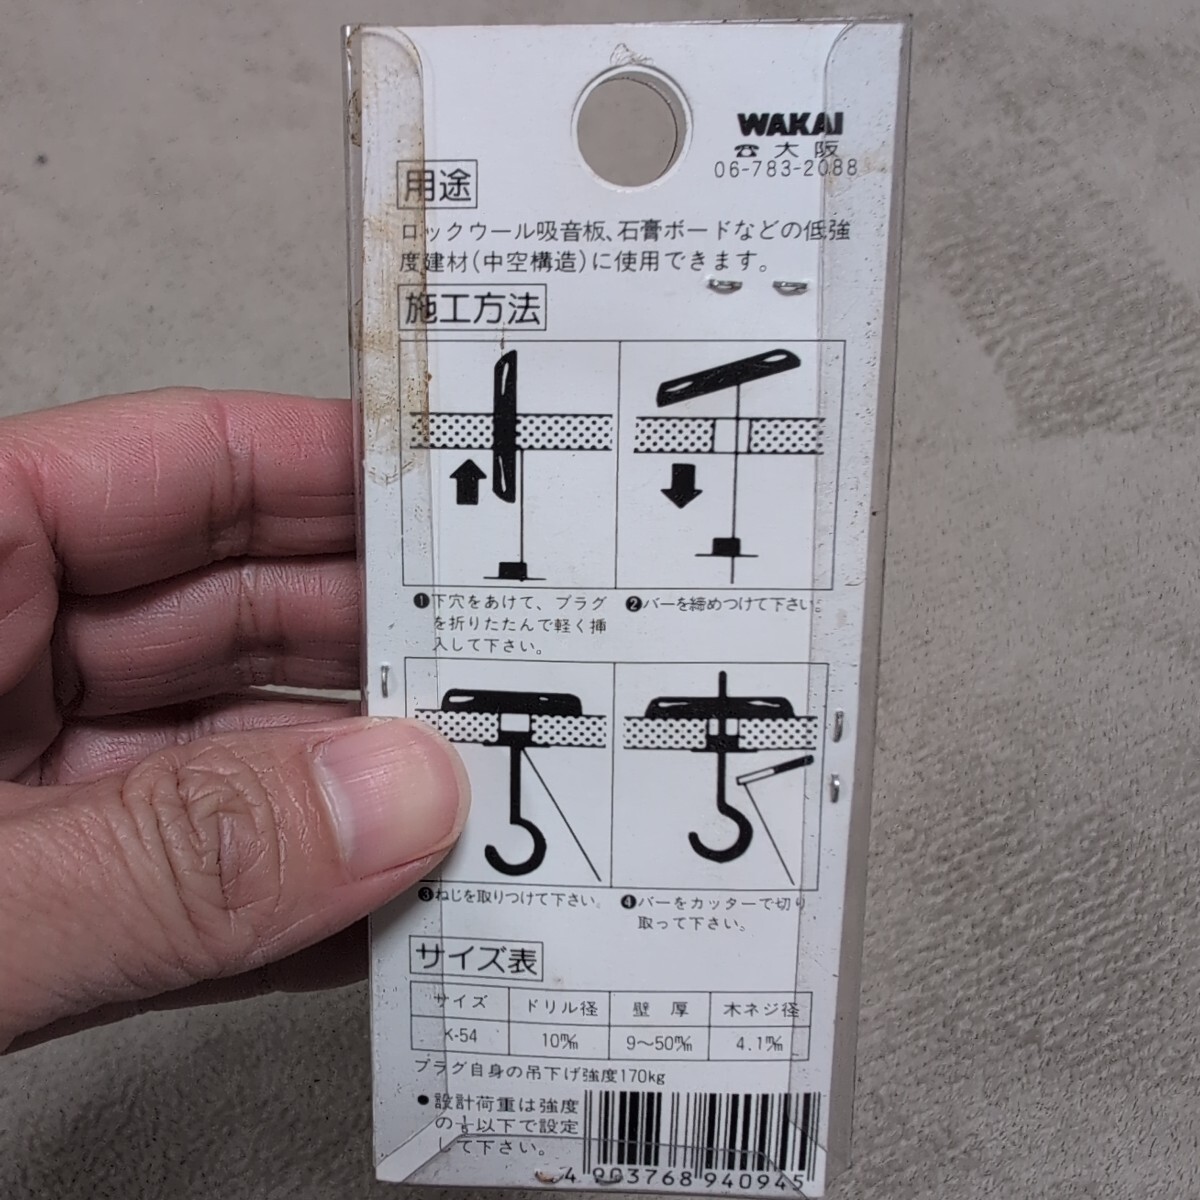 WAKAI
☎大阪
06-783-2088
用途
ロックウール吸音板、石膏ボードなどの低強
度建材(中空構造)に使用できます。
施工方法
❶下穴をあけて、プラグ
を折りたたんで軽く挿
入して下さい。
❷バーを締めつけて下さい。
❸ねじを取りつけて下さい。
❹バーをカッターで切り
取って下さい。
サイズ表
サイズ ドリル径 壁厚 木ネジ径
K-54 10㎜ 9〜50㎜ 4.1㎜
プラグ自身の吊下げ強度170kg
●設計荷重は強度
の 以下で設定
して下さい。
4 903768 940945